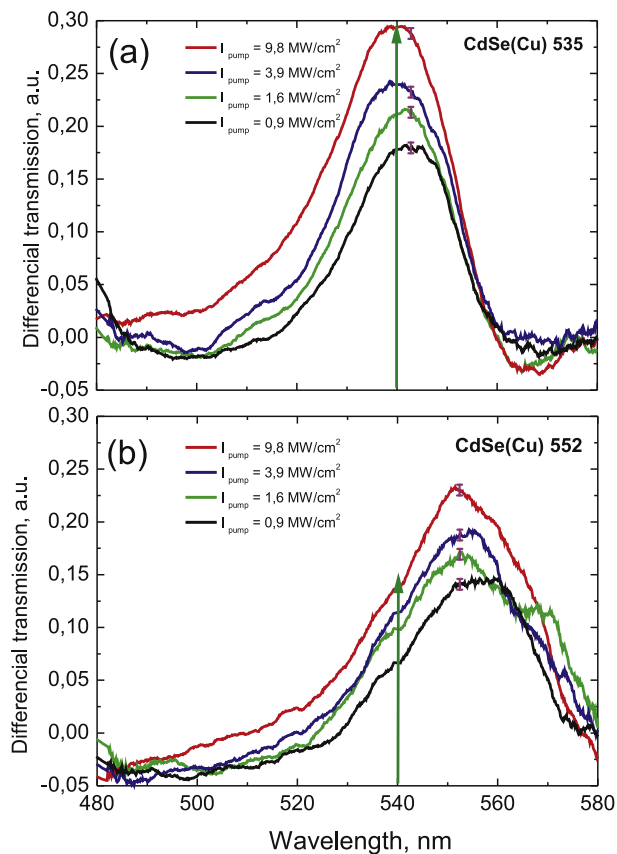 (a)
CdSe(Cu) 535
I pump = 9,8 MW/cm²
I pump = 3,9 MW/cm²
I pump = 1,6 MW/cm²
I pump = 0,9 MW/cm²
Differencial transmission, a.u.
0,30
0,25
0,20
0,15
0,10
0,05
0,00
-0,05
(b)
CdSe(Cu) 552
I pump = 9,8 MW/cm²
I pump = 3,9 MW/cm²
I pump = 1,6 MW/cm²
I pump = 0,9 MW/cm²
Differencial transmission, a.u.
0,30
0,25
0,20
0,15
0,10
0,05
0,00
-0,05
480 500 520 540 560 580
Wavelength, nm